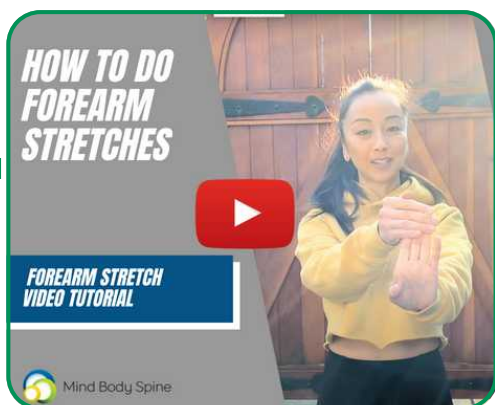 HOW TO DO
FOREARM
STRETCHES
FOREARM STRETCH
VIDEO TUTORIAL
Mind Body Spine